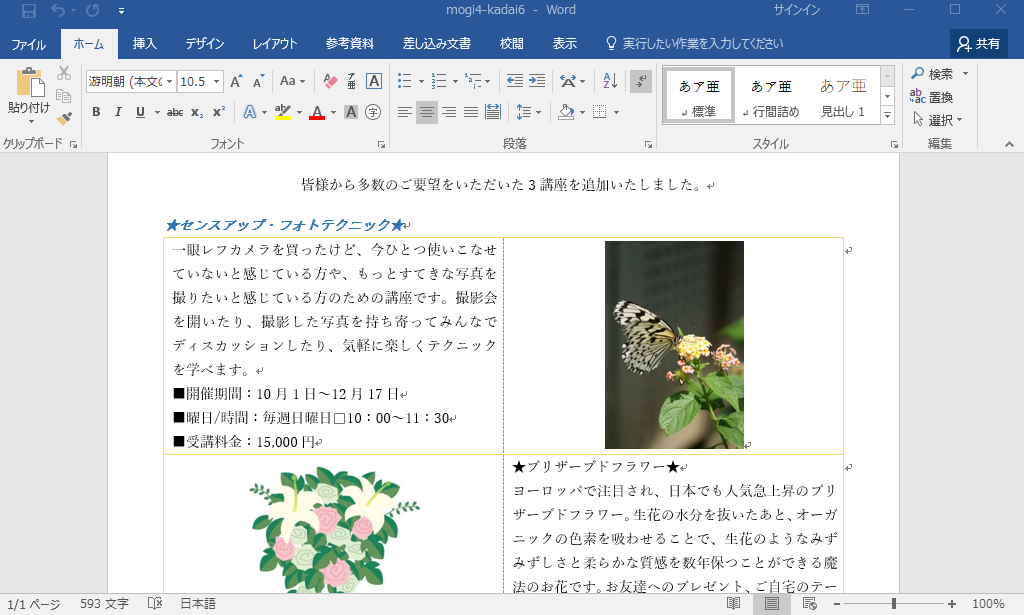 mogi4-kadai6 - Word
サインイン
ファイル ホーム 挿入 デザイン レイアウト 参考資料 差し込み文書 校閲 表示 実行したい作業を入力してください 共有
貼り付け
游明朝 (本文の 10.5
あア亜 あア亜 あア亜
標準 行間詰め 見出し 1
検索
置換
選択
クリップボード フォント 段落 スタイル 編集
皆様から多数のご要望をいただいた 3 講座を追加いたしました。
★センスアップ・フォトテクニック★
一眼レフカメラを買ったけど、今ひとつ使いこなせ
ていないと感じている方や、もっとすてきな写真を
撮りたいと感じている方のための講座です。撮影会
を開いたり、撮影した写真を持ち寄ってみんなで
ディスカッションしたり、気軽に楽しくテクニック
を学べます。
■開催期間：10 月 1 日～12 月 17 日
■曜日/時間：毎週日曜日□10：00～11：30
■受講料金：15,000 円
★プリザーブドフラワー★
ヨーロッパで注目され、日本でも人気急上昇のプリ
ザーブドフラワー。生花の水分を抜いたあと、オーガ
ニックの色素を吸わせることで、生花のようなみず
みずしさと柔らかな質感を数年保つことができる魔
法のお花です。お友達へのプレゼント、ご自宅のテー
1/1 ページ 593 文字 日本語 100%